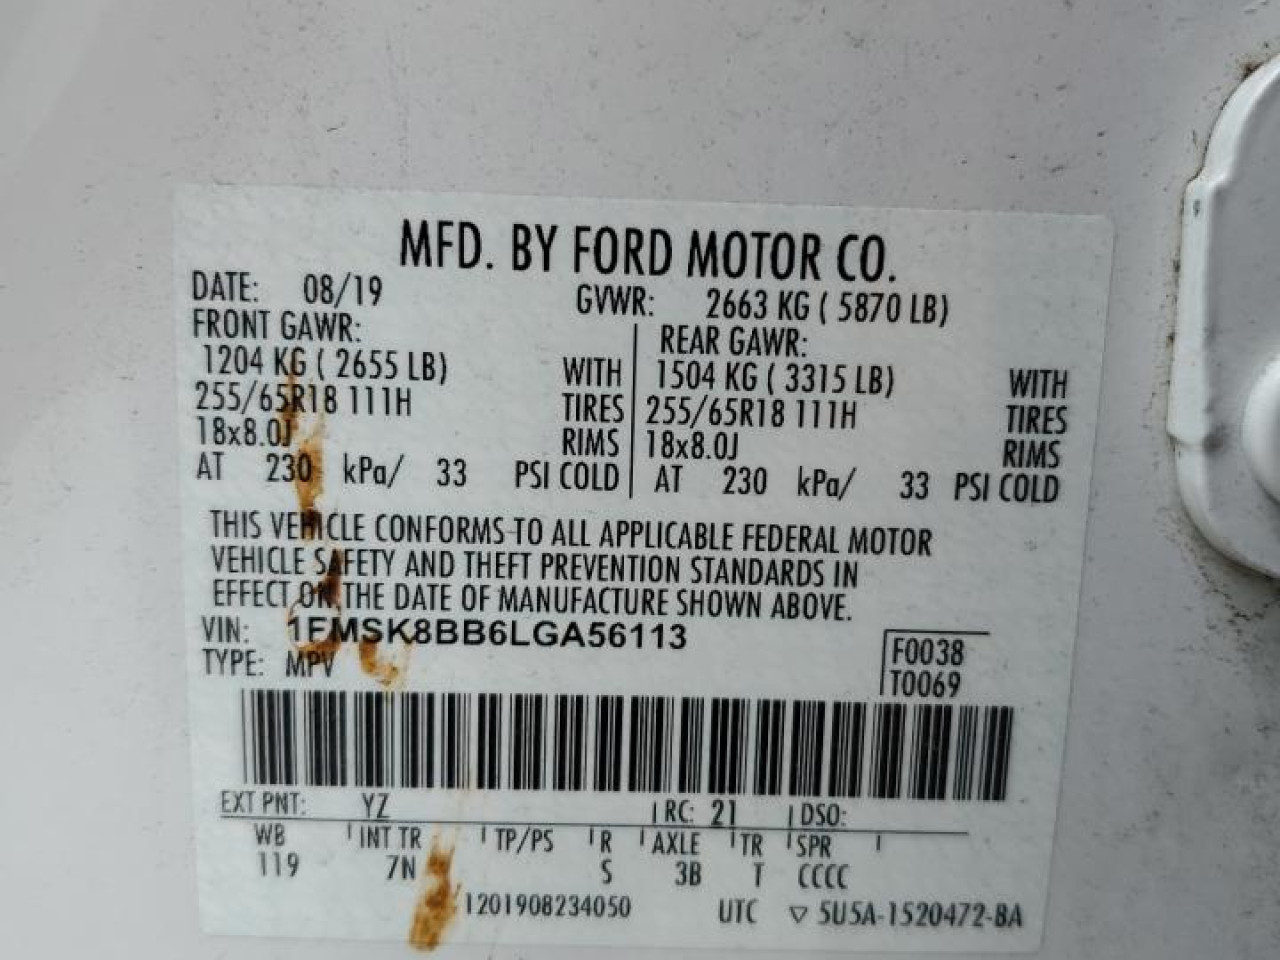 MFD. BY FORD MOTOR CO.
DATE: 08/19 GVWR: 2663 KG ( 5870 LB)
FRONT GAWR: REAR GAWR:
1204 KG ( 2655 LB) WITH 1504 KG ( 3315 LB) WITH
255/65R18 111H TIRES 255/65R18 111H TIRES
18x8.0J RIMS 18x8.0J RIMS
AT 230 kPa/ 33 PSI COLD AT 230 kPa/ 33 PSI COLD
THIS VEHICLE CONFORMS TO ALL APPLICABLE FEDERAL MOTOR
VEHICLE SAFETY AND THEFT PREVENTION STANDARDS IN
EFFECT ON THE DATE OF MANUFACTURE SHOWN ABOVE.
VIN: 1FMSK8BB6LGA56113 F0038
TYPE: MPV T0069
EXT PNT: YZ RC: 21 DSO:
WB INT TR TP/PS R AXLE TR SPR
119 7N S 3B T CCCC
1201908234050 UTC ▽ 5U5A-1520472-BA